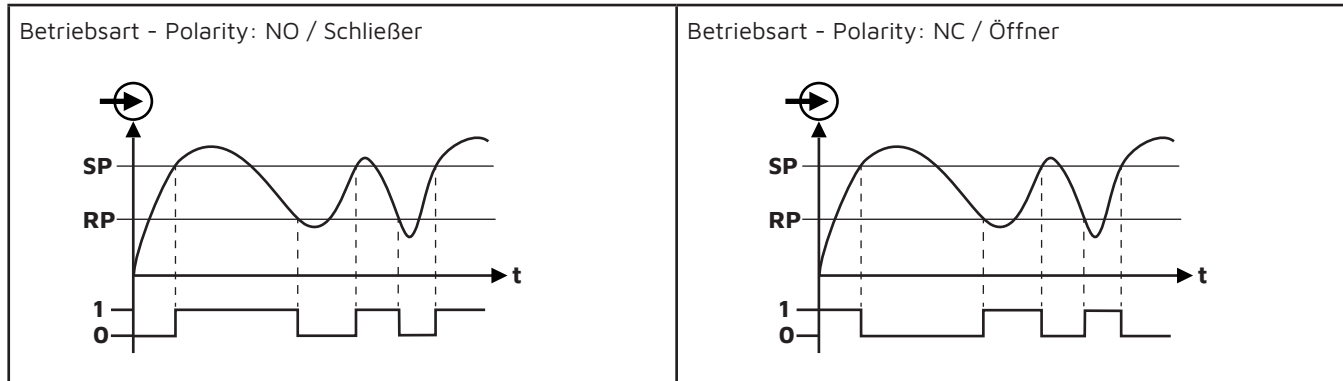 Betriebsart - Polarity: NO / Schließer
SP
RP
t
1
0
Betriebsart - Polarity: NC / Öffner
SP
RP
t
1
0